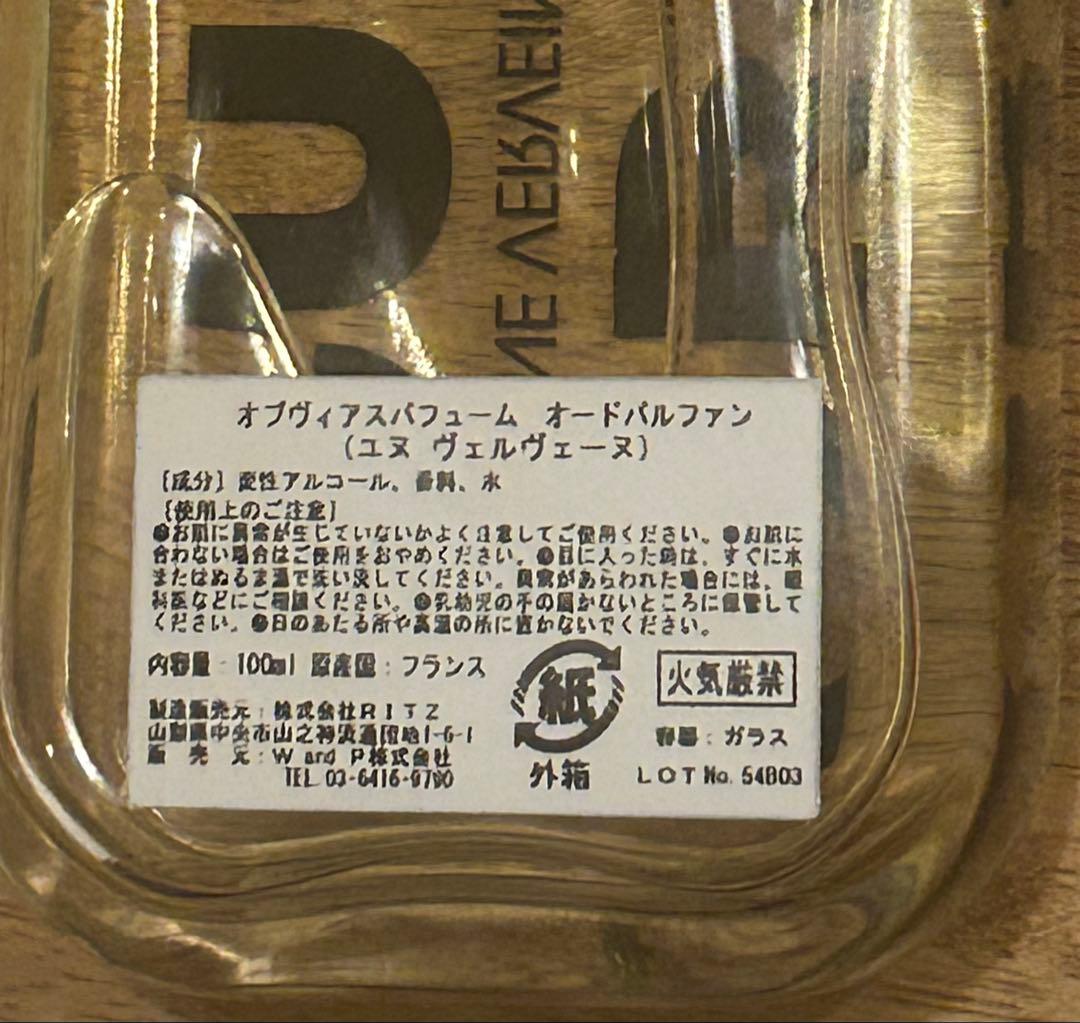 オブヴィアスパフューム オードパルファン
(ユヌ ヴェルヴェーヌ)
[成分] 変性アルコール、香料、水
[使用上のご注意]
●お肌に異常が生じていないかよく注意してご使用ください。●お肌に
合わない場合はご使用をおやめください。●目に入った時は、すぐに水
またはぬるま湯で洗い流してください。異常があらわれた場合には、眼
科医などにご相談ください。●乳幼児の手の届かないところに保管して
ください。●日のあたる所や高温の所に置かないでください。
内容量:100ml 原産国:フランス
紙
外箱
火気厳禁
製造販売元:株式会社RITZ
山梨県中央市山之神流通団地1-6-1
販 売 元:W and P株式会社
TEL 03-6416-9790
容器:ガラス
LOT No. 54B03